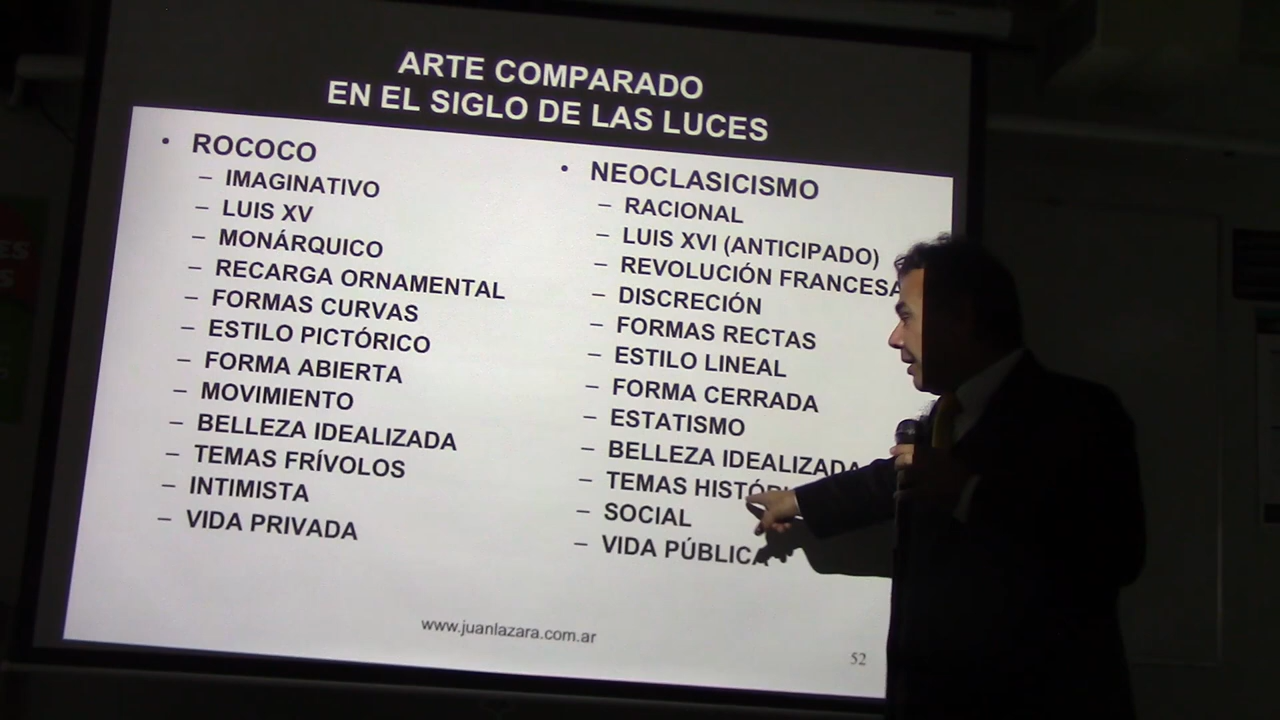 ARTE COMPARADO
EN EL SIGLO DE LAS LUCES
• ROCOCO
– IMAGINATIVO
– LUIS XV
– MONÁRQUICO
– RECARGA ORNAMENTAL
– FORMAS CURVAS
– ESTILO PICTÓRICO
– FORMA ABIERTA
– MOVIMIENTO
– BELLEZA IDEALIZADA
– TEMAS FRÍVOLOS
– INTIMISTA
– VIDA PRIVADA
• NEOCLASICISMO
– RACIONAL
– LUIS XVI (ANTICIPADO)
– REVOLUCIÓN FRANCESA
– DISCRECIÓN
– FORMAS RECTAS
– ESTILO LINEAL
– FORMA CERRADA
– ESTATISMO
– BELLEZA IDEALIZADA
– TEMAS
– SOCIAL
– VIDA PÚBLICA
www.juanlazara.com.ar
52